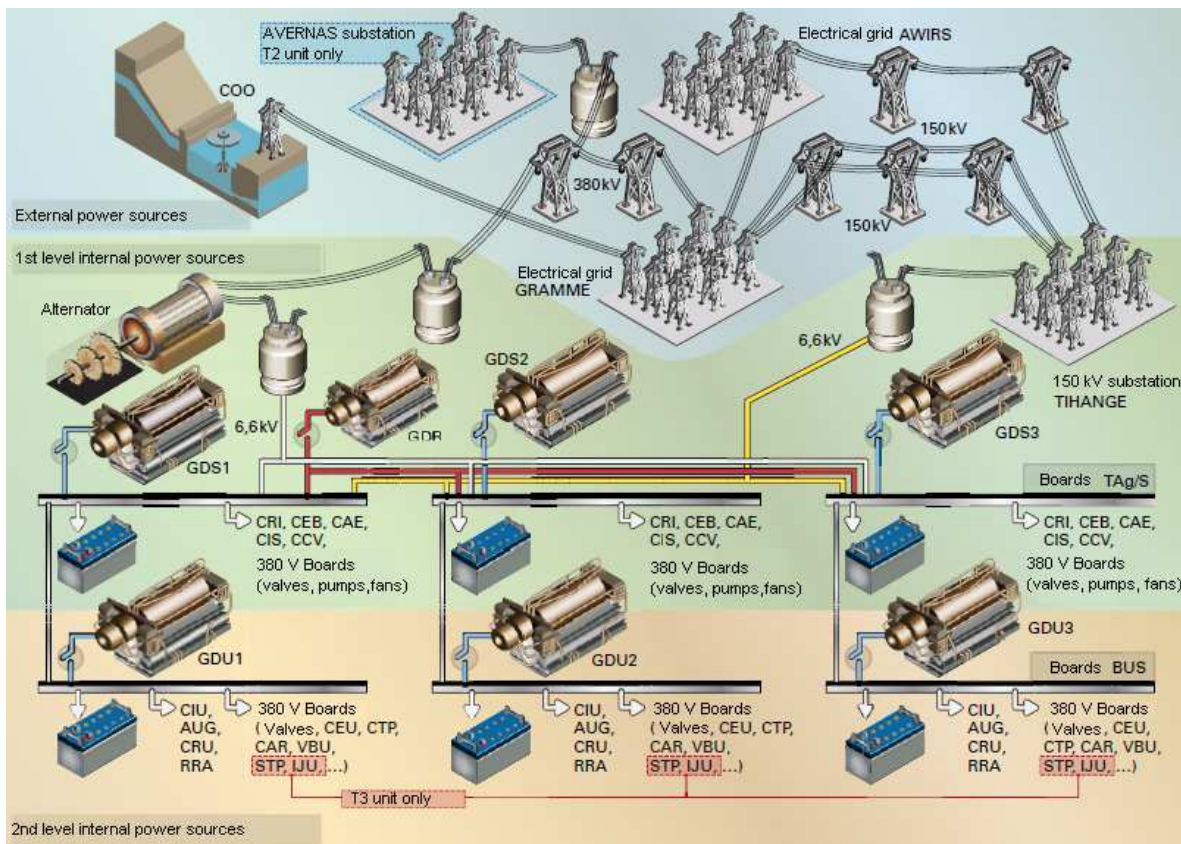 AVERNAS substation
T2 unit only
Electrical grid AWIRS
COO
150kV
380kV
External power sources
150kV
1st level internal power sources
Electrical grid
GRAMME
Alternator
6,6kV
GDS2
150 kV substation
TIHANGE
6,6kV
GDR
GDS3
GDS1
Boards TAg/S
CRI, CEB, CAE,
CIS, CCV,
380 V Boards
(valves, pumps,fans)
CRI, CEB, CAE,
CIS, CCV,
380 V Boards
(valves, pumps,fans)
CRI, CEB, CAE,
CIS, CCV,
380 V Boards
(valves, pumps, fans)
GDU1
GDU2
GDU3
Boards BUS
CIU,
AUG,
CRU,
RRA
380 V Boards
( Valves, CEU, CTP,
CAR, VBU,
STP, IJU, ...)
CIU,
AUG,
CRU,
RRA
380 V Boards
( Valves, CEU, CTP,
CAR, VBU,
STP, IJU, ...)
CIU,
AUG,
CRU,
RRA
380 V Boards
( Valves, CEU,
CTP, CAR, VBU,
STP, IJU, ...)
T3 unit only
2nd level internal power sources